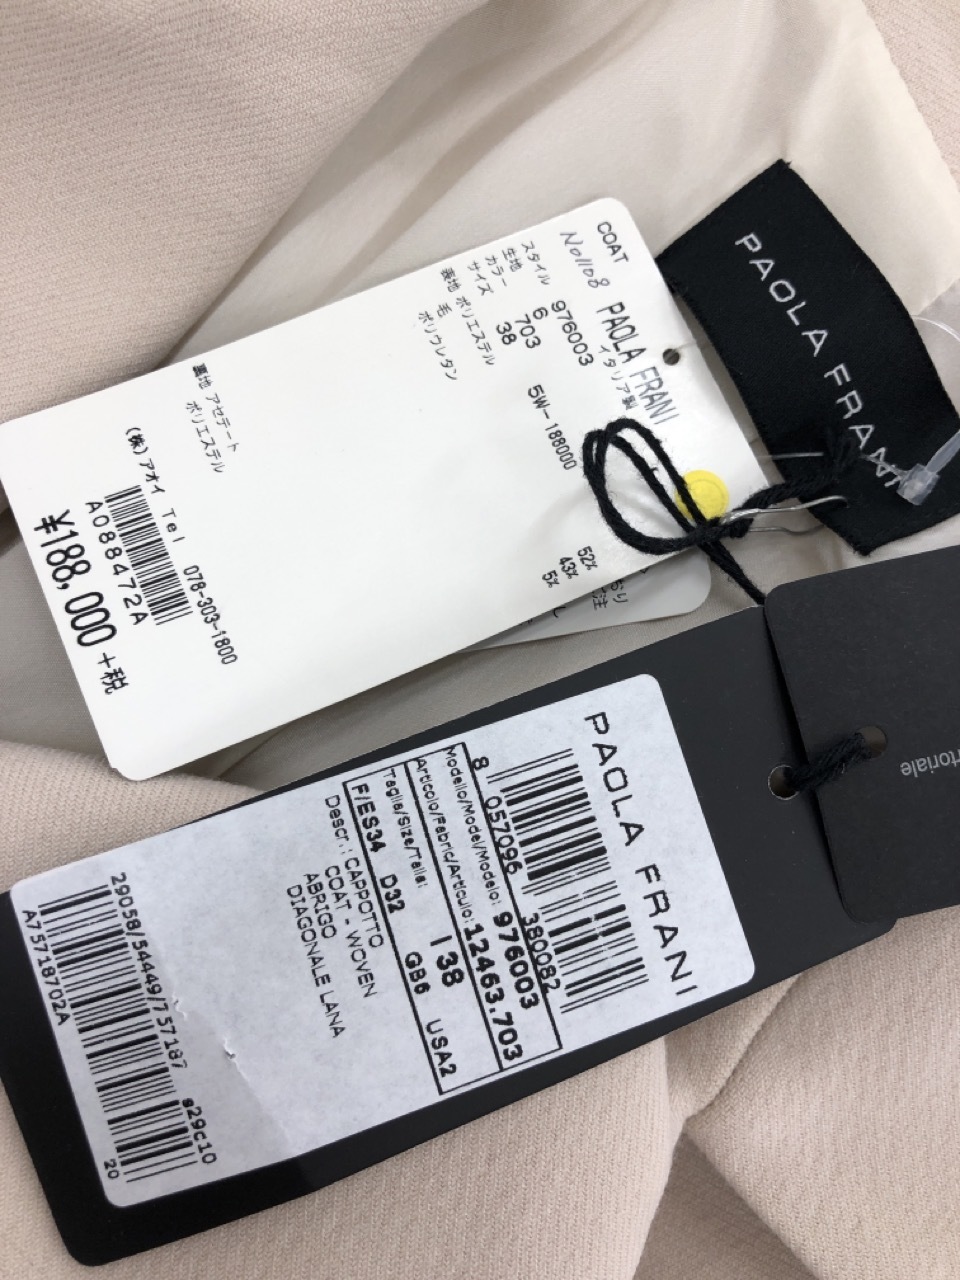 PAOLA FRANI
COAT
N01108
PAOLA FRANI
イタリア製
スタイル 976003
生地 6
カラー 703
サイズ 38
5W-188000
表地 ポリエステル 52%
毛 43%
ポリウレタン 5%
裏地 アセテート
ポリエステル
(株)アオイ Tel 078-303-1800
A088472A
¥188,000+税
PAOLA FRANI
8 057096 380082
Modello/Model/Modelo: 976003
Articolo/Fabric/Articulo: 12463.703
Taglia/Size/Talla: I 38
F/ES34 D32 GB6 USA2
Descr.: CAPPOTTO
COAT - WOVEN
ABRIGO
DIAGONALE LANA
29058/54449/757187 s29c10
A75718702A
20
rtoriale